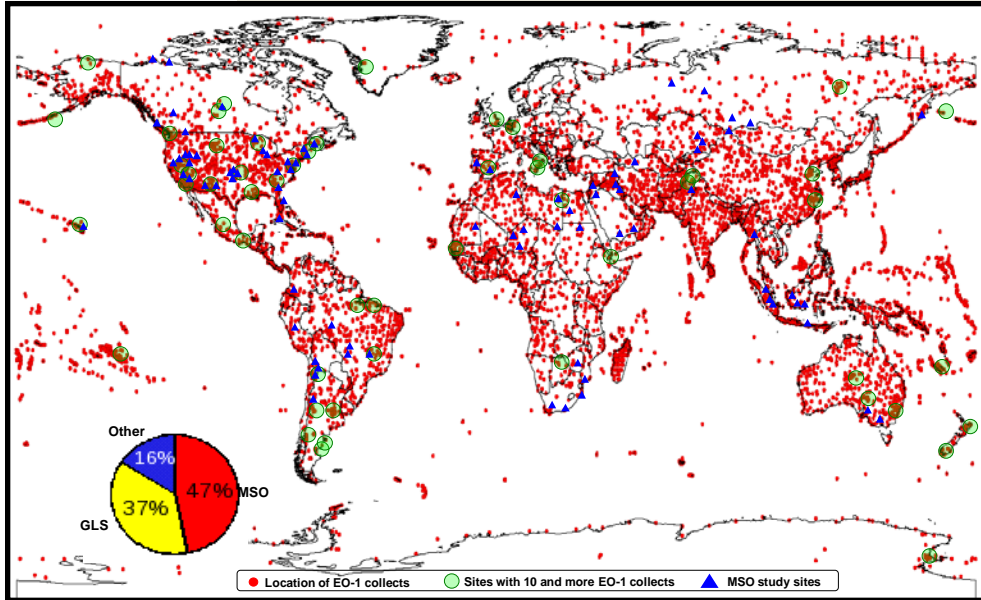 Other
16%
47%
MSO
37%
GLS
Location of EO-1 collects
Sites with 10 and more EO-1 collects
MSO study sites